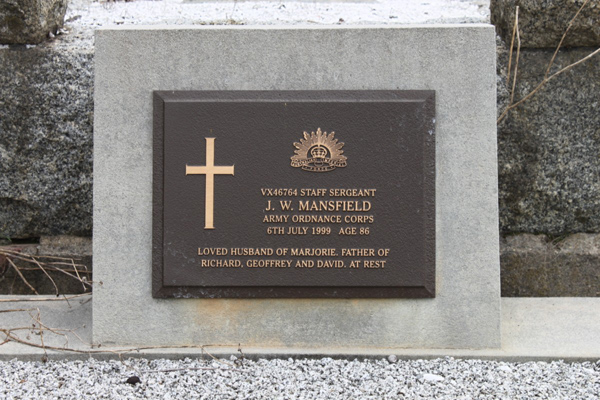 VX46764 STAFF SERGEANT
J. W. MANSFIELD
ARMY ORDNANCE CORPS
6TH JULY 1999 AGE 86
LOVED HUSBAND OF MARJORIE. FATHER OF
RICHARD, GEOFFREY AND DAVID. AT REST